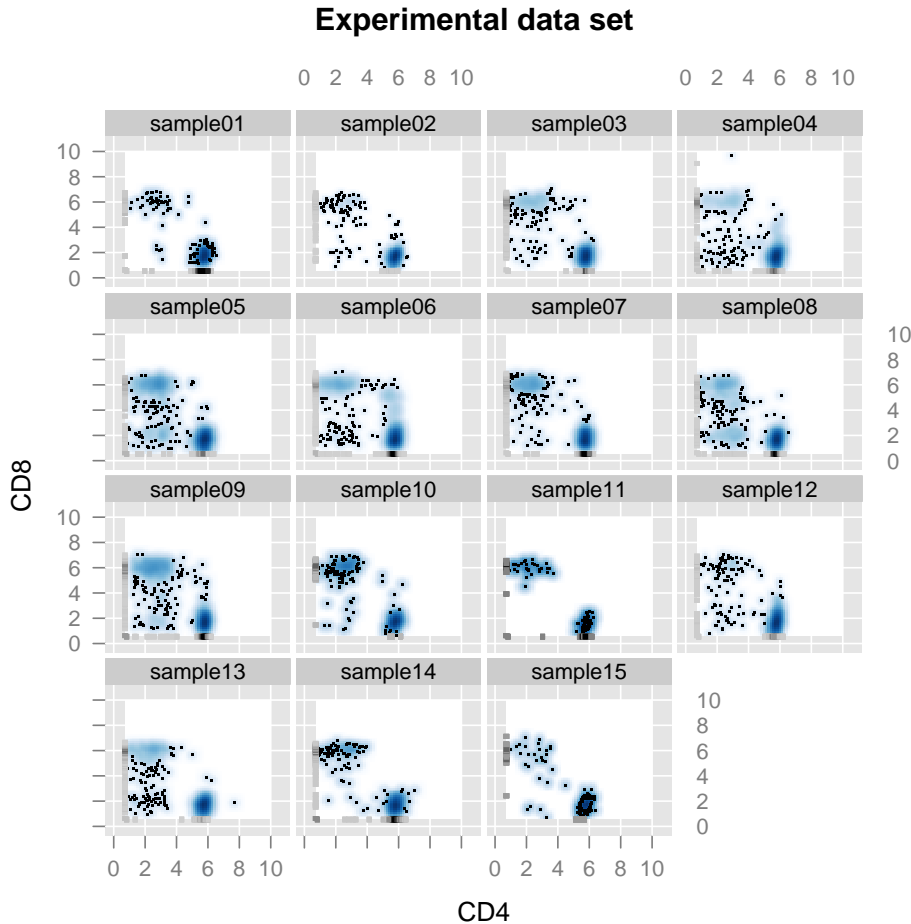 Experimental data set
0 2 4 6 8 10 0 2 4 6 8 10
sample01 sample02 sample03 sample04
10
8
6
4
2
0
sample05 sample06 sample07 sample08
10
8
6
4
2
0
CD8
sample09 sample10 sample11 sample12
10
8
6
4
2
0
sample13 sample14 sample15
10
8
6
4
2
0
0 2 4 6 8 10 0 2 4 6 8 10
CD4